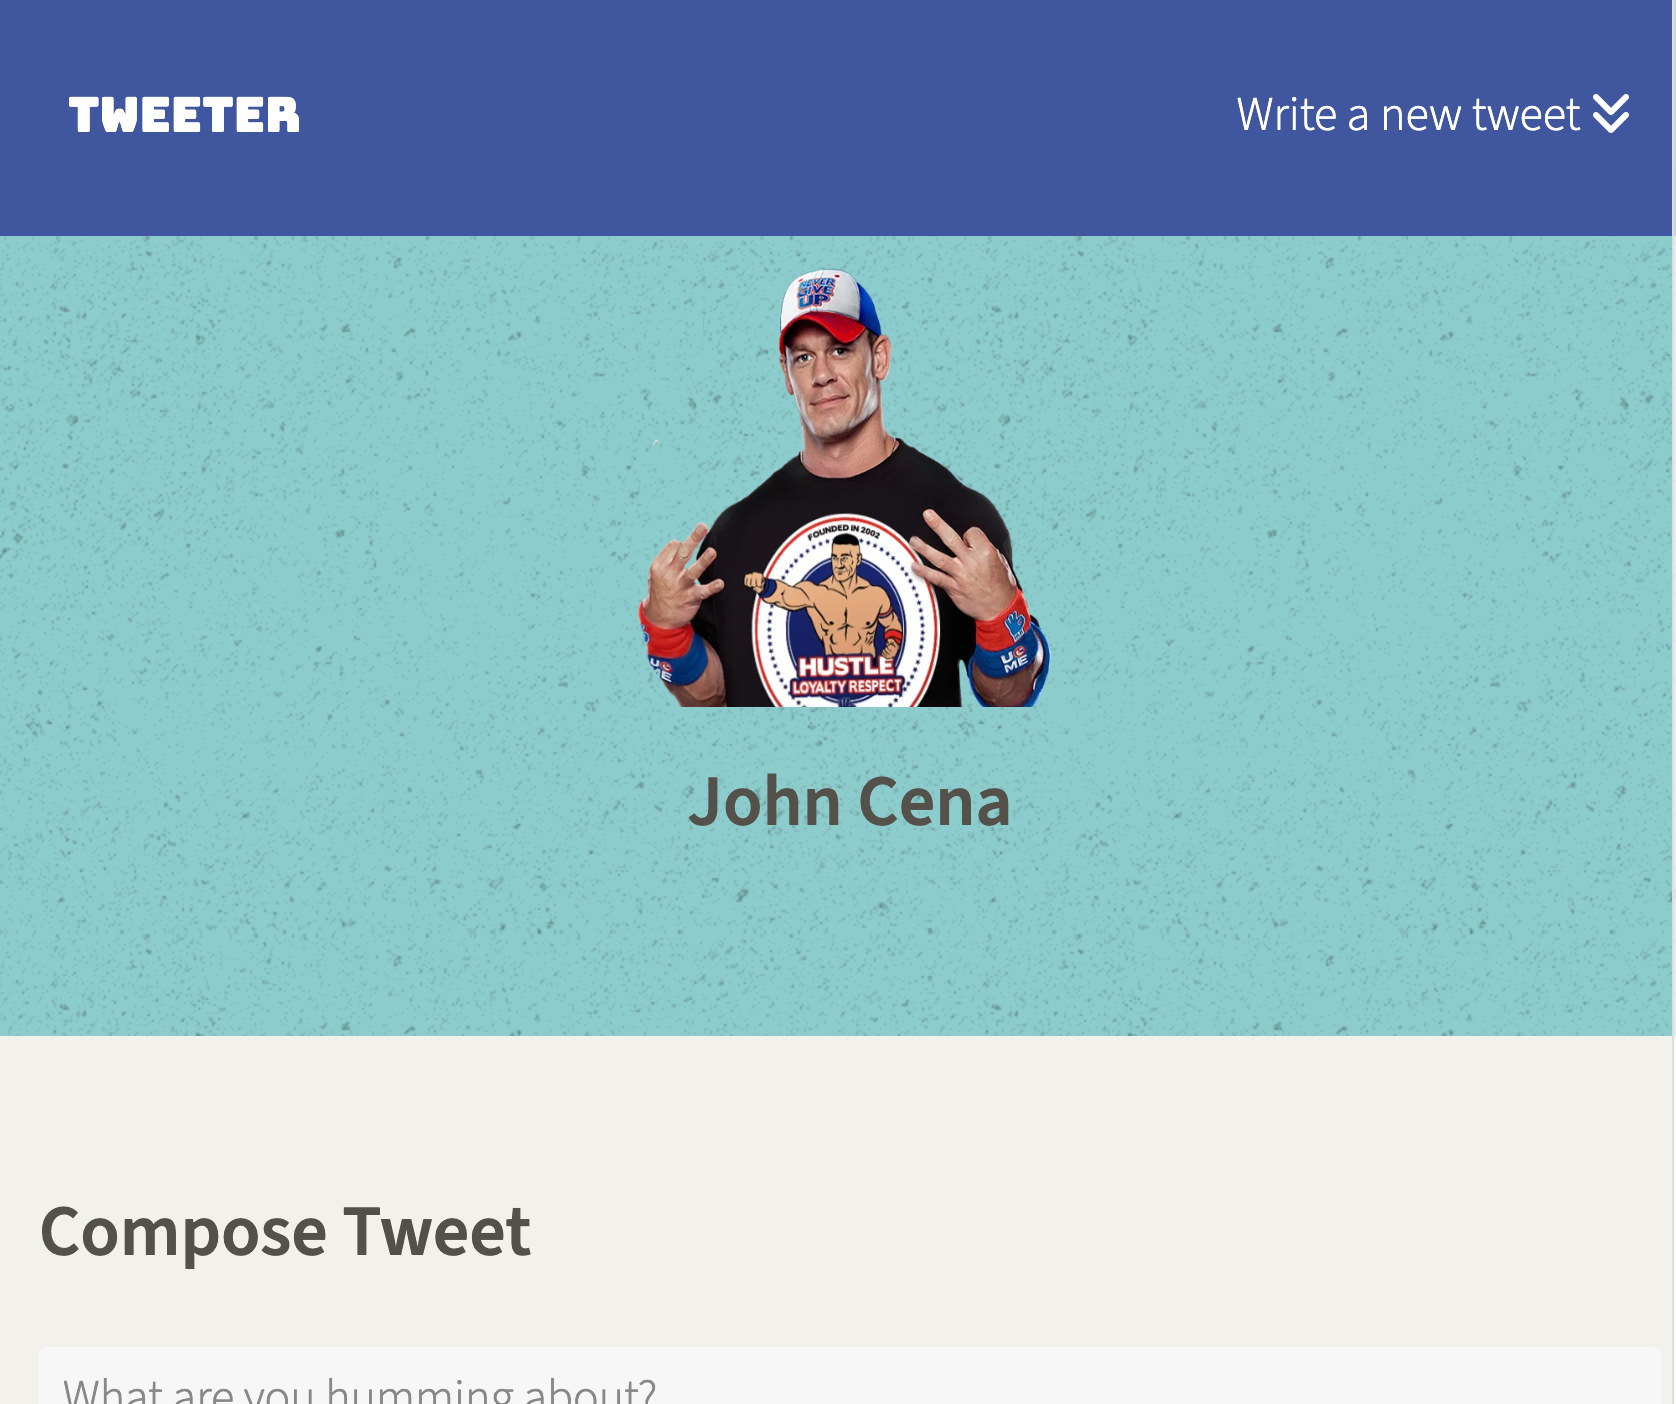 TWEETER
Write a new tweet
NEVER
GIVE
UP
FOUNDED IN 2002
HUSTLE
LOYALTY RESPECT
U C
ME
U C
ME
John Cena
Compose Tweet
What are you humming about?